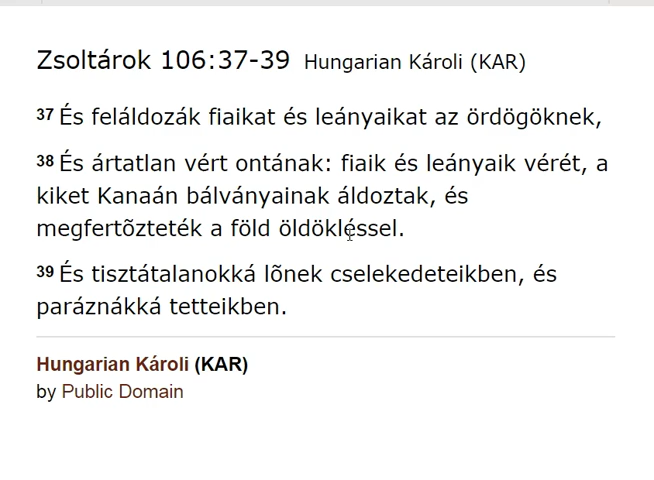 Zsoltárok 106:37-39 Hungarian Károli (KAR)
37 És feláldozák fiaikat és leányaikat az ördögöknek,
38 És ártatlan vért ontának: fiaik és leányaik vérét, a
kiket Kanaán bálványainak áldoztak, és
megfertõzteték a föld öldökléssel.
39 És tisztátalanokká lõnek cselekedeteikben, és
paráznákká tetteikben.
Hungarian Károli (KAR)
by Public Domain